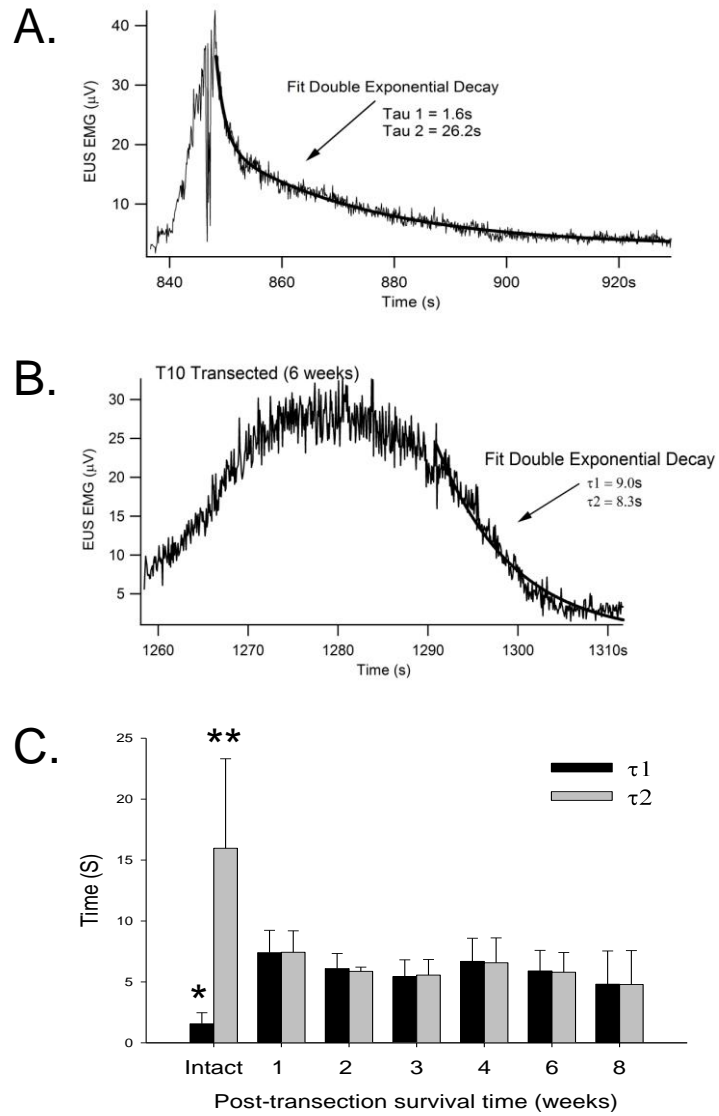 A.
40
30
20
10
EUS EMG (μV)
Fit Double Exponential Decay
Tau 1 = 1.6s
Tau 2 = 26.2s
840
860
880
900
920s
Time (s)
B.
T10 Transected (6 weeks)
30
25
20
15
10
5
EUS EMG (μV)
Fit Double Exponential Decay
τ1 = 9.0s
τ2 = 8.3s
1260
1270
1280
1290
1300
1310s
Time (s)
C.
25
20
15
10
5
0
Time (S)
**
*
τ1
τ2
Intact
1
2
3
4
6
8
Post-transection survival time (weeks)